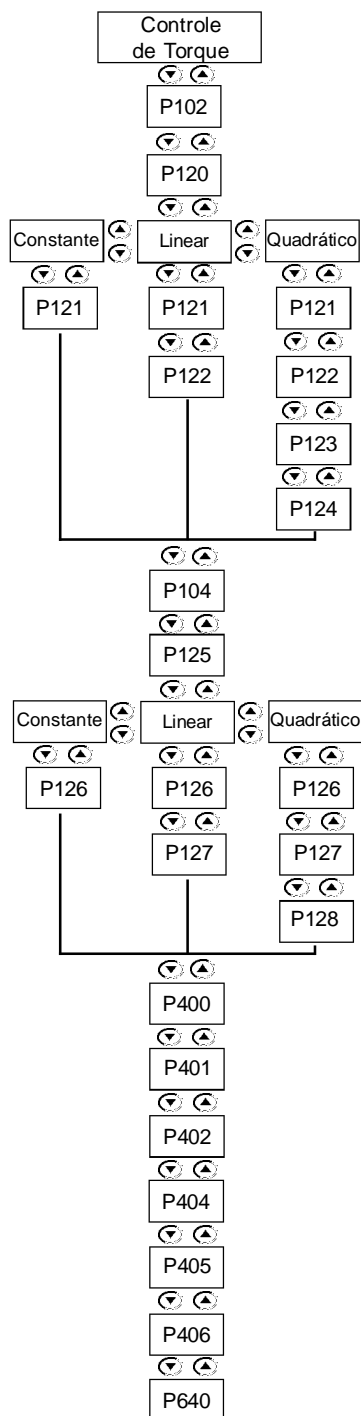 Controle
de Torque
P102
P120
Constante Linear Quadrático
P121 P121 P121
P122 P122
P123
P124
P104
P125
Constante Linear Quadrático
P126 P126 P126
P127 P127
P128
P400
P401
P402
P404
P405
P406
P640